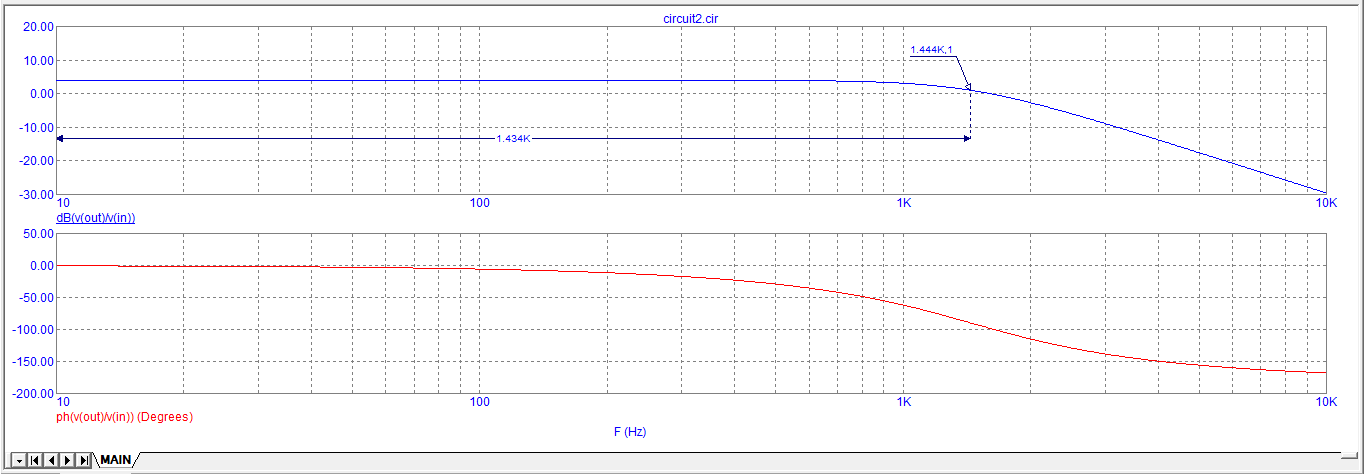 circuit2.cir
20.00
10.00
0.00
-10.00
-20.00
-30.00
1.444K,1
1.434K
10 100 1K 10K
dB(v(out)/v(in))
50.00
0.00
-50.00
-100.00
-150.00
-200.00
10 100 1K 10K
ph(v(out)/v(in)) (Degrees)
F (Hz)
MAIN